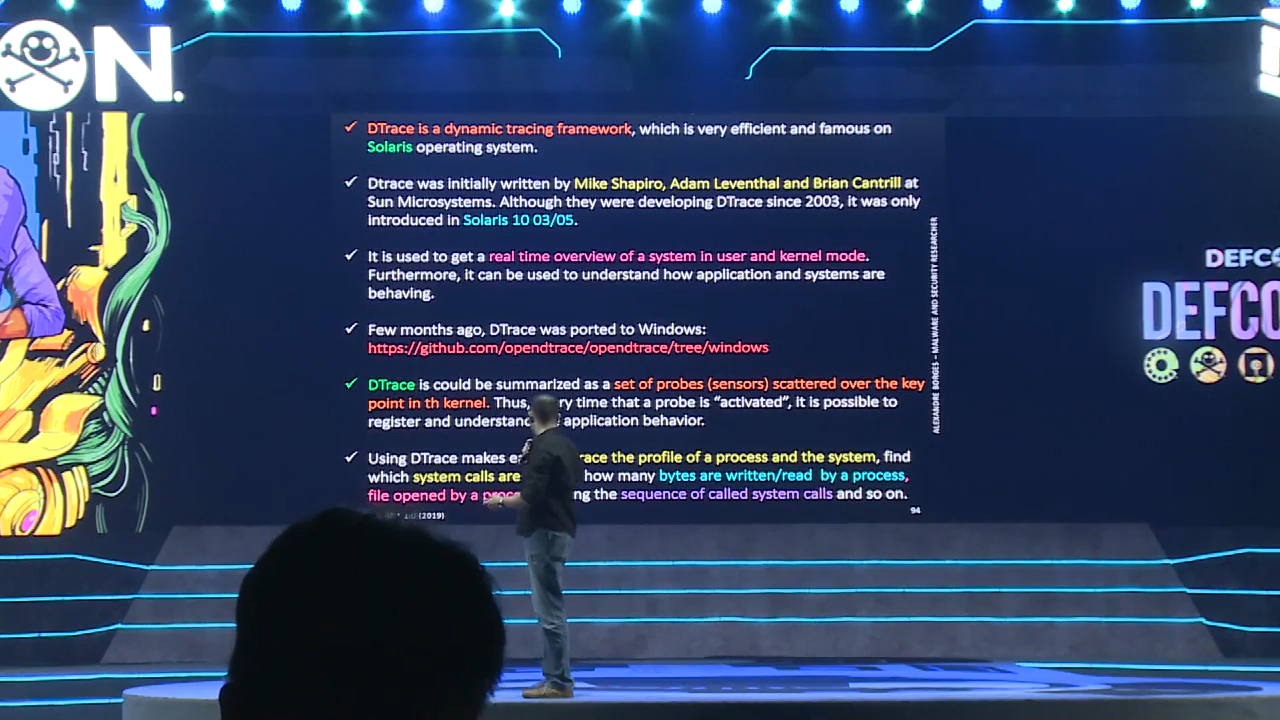 ON.
✓ DTrace is a dynamic tracing framework, which is very efficient and famous on
Solaris operating system.
✓ Dtrace was initially written by Mike Shapiro, Adam Leventhal and Brian Cantrill at
Sun Microsystems. Although they were developing DTrace since 2003, it was only
introduced in Solaris 10 03/05.
✓ It is used to get a real time overview of a system in user and kernel mode.
Furthermore, it can be used to understand how application and systems are
behaving.
✓ Few months ago, DTrace was ported to Windows:
https://github.com/opendtrace/opendtrace/tree/windows
✓ DTrace is could be summarized as a set of probes (sensors) scattered over the key
point in th kernel. Thus, time that a probe is “activated”, it is possible to
register and understand application behavior.
✓ Using DTrace makes the profile of a process and the system, find
which system calls are how many bytes are written/read by a process,
file opened by a the sequence of called system calls and so on.
(2019)
94
ALEXANDRE BORGES – MALWARE AND SECURITY RESEARCHER
DEFCO
DEFCO